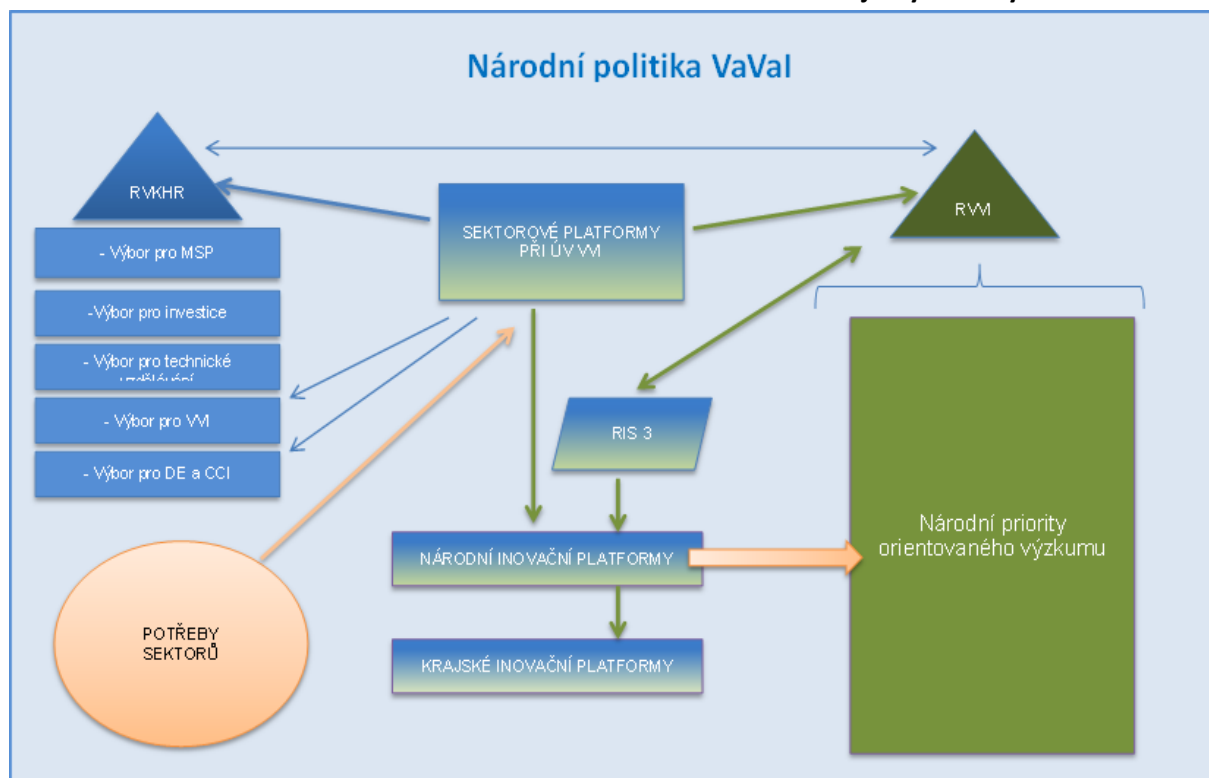 Národní politika VaVaI
RVKHR
RVVI
- Výbor pro MSP
-Výbor pro investice
- Výbor pro technické
vzdělávání
- Výbor pro VVI
- Výbor pro DE a CCI
SEKTOROVÉ PLATFORMY
PŘI ÚV VVI
RIS 3
NÁRODNÍ INOVAČNÍ PLATFORMY
KRAJSKÉ INOVAČNÍ PLATFORMY
Národní priority
orientovaného výzkumu
POTŘEBY
SEKTORŮ